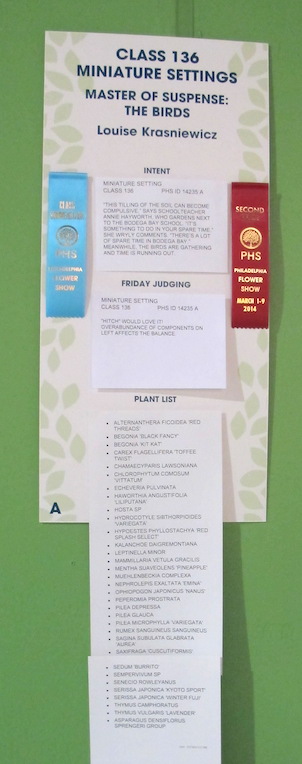 CLASS 136
MINIATURE SETTINGS
MASTER OF SUSPENSE:
THE BIRDS
Louise Krasniewicz
INTENT
MINIATURE SETTING
CLASS 136 PHS ID 14235 A
"THIS TILLING OF THE SOIL CAN BECOME
COMPULSIVE," SAYS SCHOOLTEACHER
ANNIE HAYWORTH, WHO GARDENS NEXT
TO THE BODEGA BAY SCHOOL. "IT'S
SOMETHING TO DO IN YOUR SPARE TIME,"
SHE WRYLY COMMENTS. "THERE'S A LOT
OF SPARE TIME IN BODEGA BAY."
MEANWHILE, THE BIRDS ARE GATHERING
AND TIME IS RUNNING OUT.
PHS
PHILADELPHIA
FLOWER
SHOW
SECOND
PHS
PHILADELPHIA
FLOWER
SHOW
MARCH 1-9
2014
FRIDAY JUDGING
MINIATURE SETTING
CLASS 136 PHS ID 14235 A
"HITCH" WOULD LOVE IT!
OVERABUNDANCE OF COMPONENTS ON
LEFT AFFECTS THE BALANCE.
PLANT LIST
• ALTERNANTHERA FICOIDEA 'RED
THREADS'
• BEGONIA 'BLACK FANCY'
• BEGONIA 'KIT KAT'
• CAREX FLAGELLIFERA 'TOFFEE
TWIST'
• CHAMAECYPARIS LAWSONIANA
• CHLOROPHYTUM COMOSUM
'VITTATUM'
• ECHEVERIA PULVINATA
• HAWORTHIA ANGUSTIFOLIA
'LILIPUTANA'
• HOSTA SP
• HYDROCOTYLE SIBTHORPIOIDES
'VARIEGATA'
• HYPOESTES PHYLLOSTACHYA 'RED
SPLASH SELECT'
• KALANCHOE DAIGREMONTIANA
• LEPTINELLA MINOR
• MAMMILLARIA VETULA GRACILIS
• MENTHA SUAVEOLENS 'PINEAPPLE'
• MUEHLENBECKIA COMPLEXA
• NEPHROLEPIS EXALTATA 'EMINA'
• OPHIOPOGON JAPONICUS 'NANUS'
• PEPEROMIA PROSTRATA
• PILEA DEPRESSA
• PILEA GLAUCA
• PILEA MICROPHYLLA 'VARIEGATA'
• RUMEX SANGUINEUS SANGUINEUS
• SAGINA SUBULATA GLABRATA
'AUREA'
• SAXIFRAGA 'CUSCUTIFORMIS'
• SEDUM 'BURRITO'
• SEMPERVIVUM SP
• SENECIO ROWLEYANUS
• SERISSA JAPONICA 'KYOTO SPORT'
• SERISSA JAPONICA 'WINTER FUJI'
• THYMUS CAMPHORATUS
• THYMUS VULGARIS 'LAVENDER'
• ASPARAGUS DENSIFLORUS
SPRENGERI GROUP
A